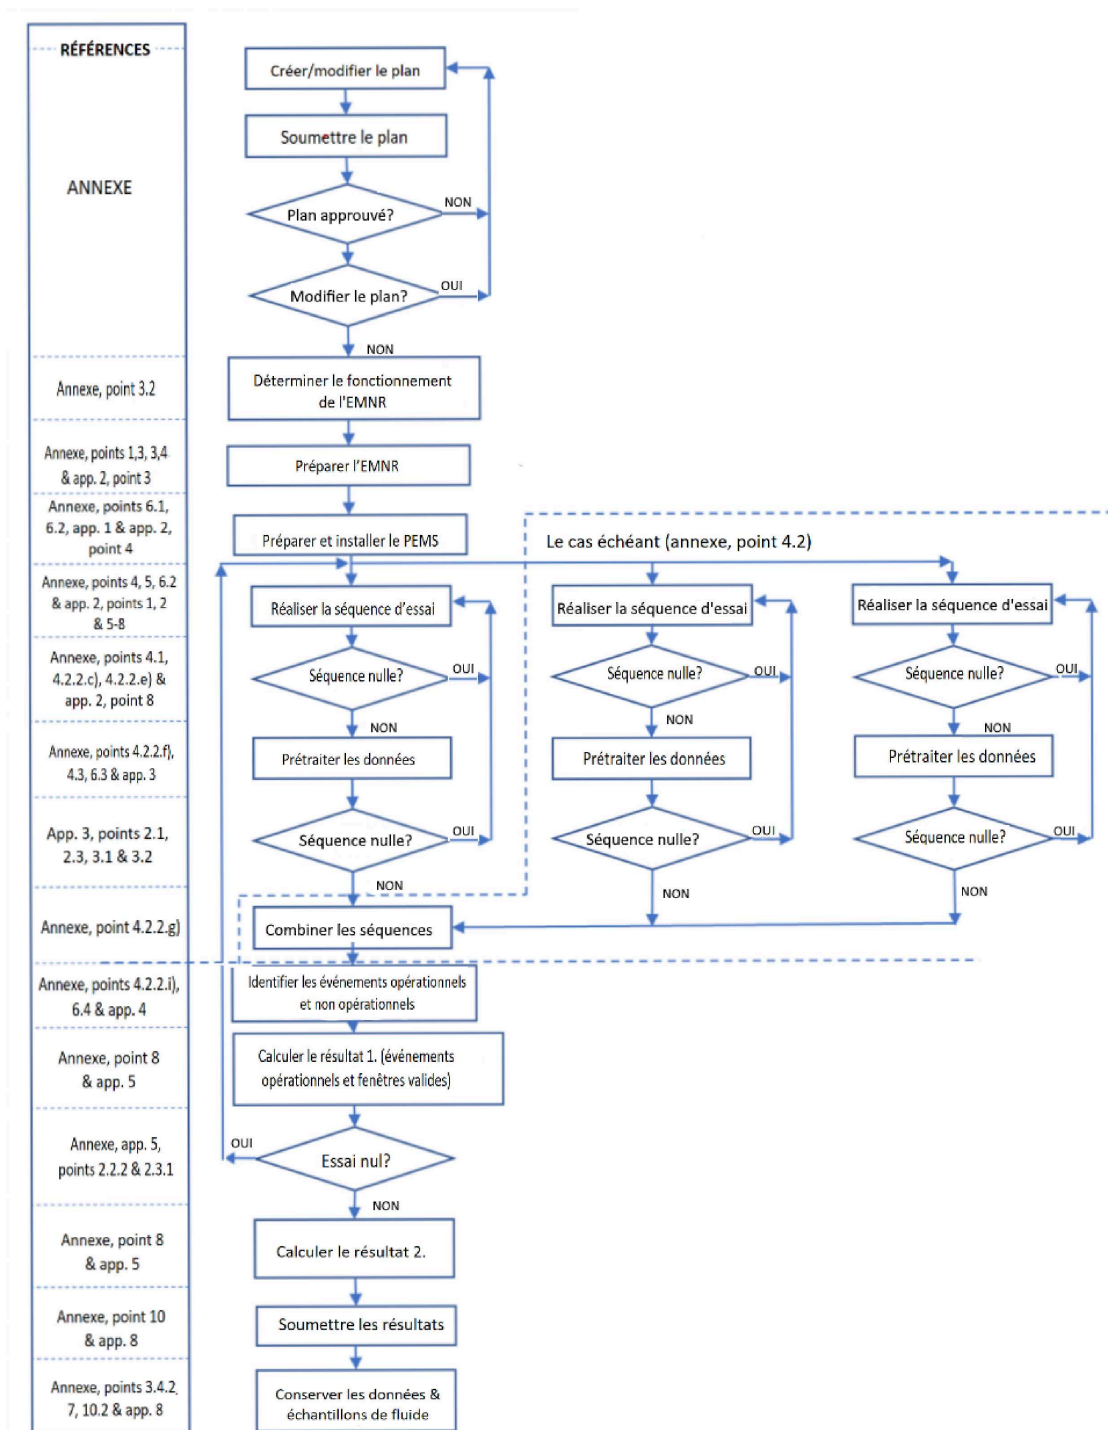 RÉFÉRENCES
ANNEXE
Annexe, point 3.2
Annexe, points 1,3, 3,4
& app. 2, point 3
Annexe, points 6.1,
6.2, app. 1 & app. 2,
point 4
Annexe, points 4, 5, 6.2
& app. 2, points 1, 2
& 5-8
Annexe, points 4.1,
4.2.2.c), 4.2.2.e) &
app. 2, point 8
Annexe, points 4.2.2.f),
4.3, 6.3 & app. 3
App. 3, points 2.1,
2.3, 3.1 & 3.2
Annexe, point 4.2.2.g)
Annexe, points 4.2.2.i),
6.4 & app. 4
Annexe, point 8
& app. 5
Annexe, app. 5,
points 2.2.2 & 2.3.1
Annexe, point 8
& app. 5
Annexe, point 10
& app. 8
Annexe, points 3.4.2
7, 10.2 & app. 8
Créer/modifier le plan
Soumettre le plan
Plan approuvé?
NON
Modifier le plan?
OUI
NON
Déterminer le fonctionnement
de l'EMNR
Préparer l'EMNR
Préparer et installer le PEMS
Le cas échéant (annexe, point 4.2)
Réaliser la séquence d'essai
Séquence nulle?
OUI
NON
Prétraiter les données
Séquence nulle?
OUI
NON
Réaliser la séquence d'essai
Séquence nulle?
OUI
NON
Prétraiter les données
Séquence nulle?
OUI
NON
Réaliser la séquence d'essai
Séquence nulle?
OUI
NON
Prétraiter les données
Séquence nulle?
OUI
NON
Combiner les séquences
Identifier les événements opérationnels
et non opérationnels
Calculer le résultat 1. (événements
opérationnels et fenêtres valides)
Essai nul?
OUI
NON
Calculer le résultat 2.
Soumettre les résultats
Conserver les données &
échantillons de fluide